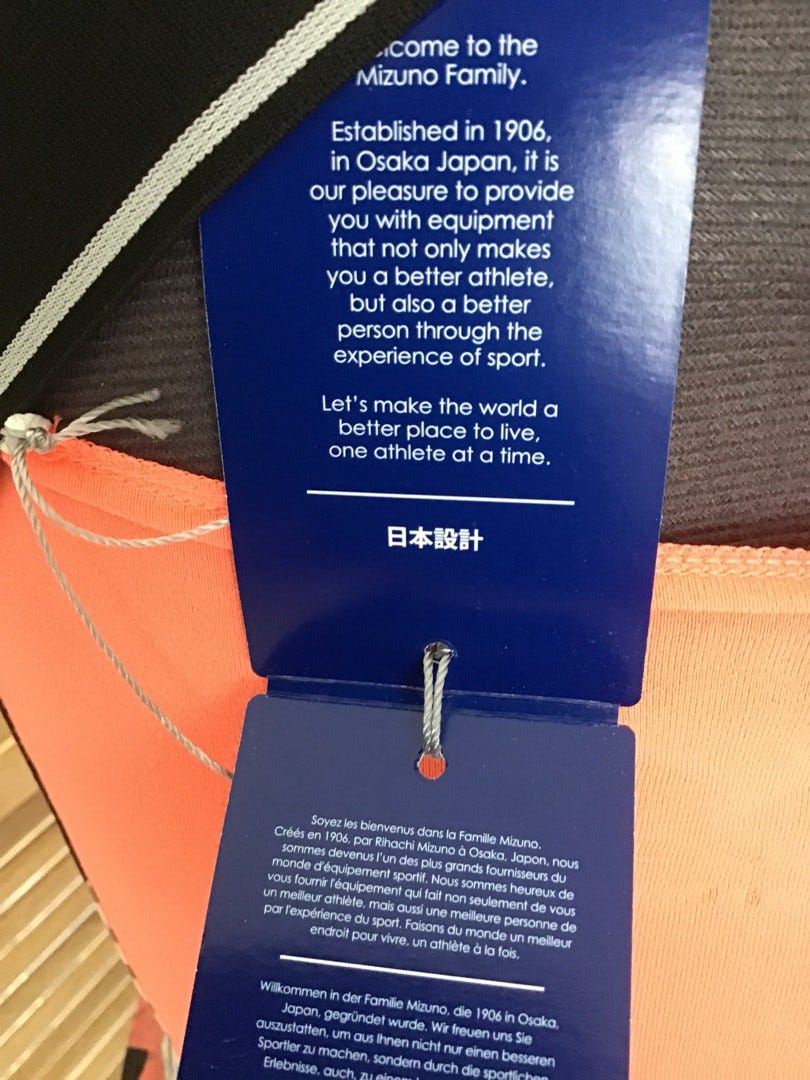 come to the
Mizuno Family.
Established in 1906,
in Osaka Japan, it is
our pleasure to provide
you with equipment
that not only makes
you a better athlete,
but also a better
person through the
experience of sport.
Let's make the world a
better place to live,
one athlete at a time.
日本設計
Soyez les bienvenus dans la Famille Mizuno.
Créés en 1906, par Rihachi Mizuno à Osaka, Japon, nous
sommes devenus l'un des plus grands fournisseurs du
monde d'équipement sportif. Nous sommes heureux de
vous fournir l'équipement qui fait non seulement de vous
un meilleur athlète, mais aussi une meilleure personne de
par l'expérience du sport. Faisons du monde un meilleur
endroit pour vivre, un athlète à la fois.
Willkommen in der Familie Mizuno, die 1906 in Osaka,
Japan, gegründet wurde. Wir freuen uns Sie
auszustatten, um aus Ihnen nicht nur einen besseren
Sportler zu machen, sondern durch die sportlichen
Erlebnisse, auch, zu